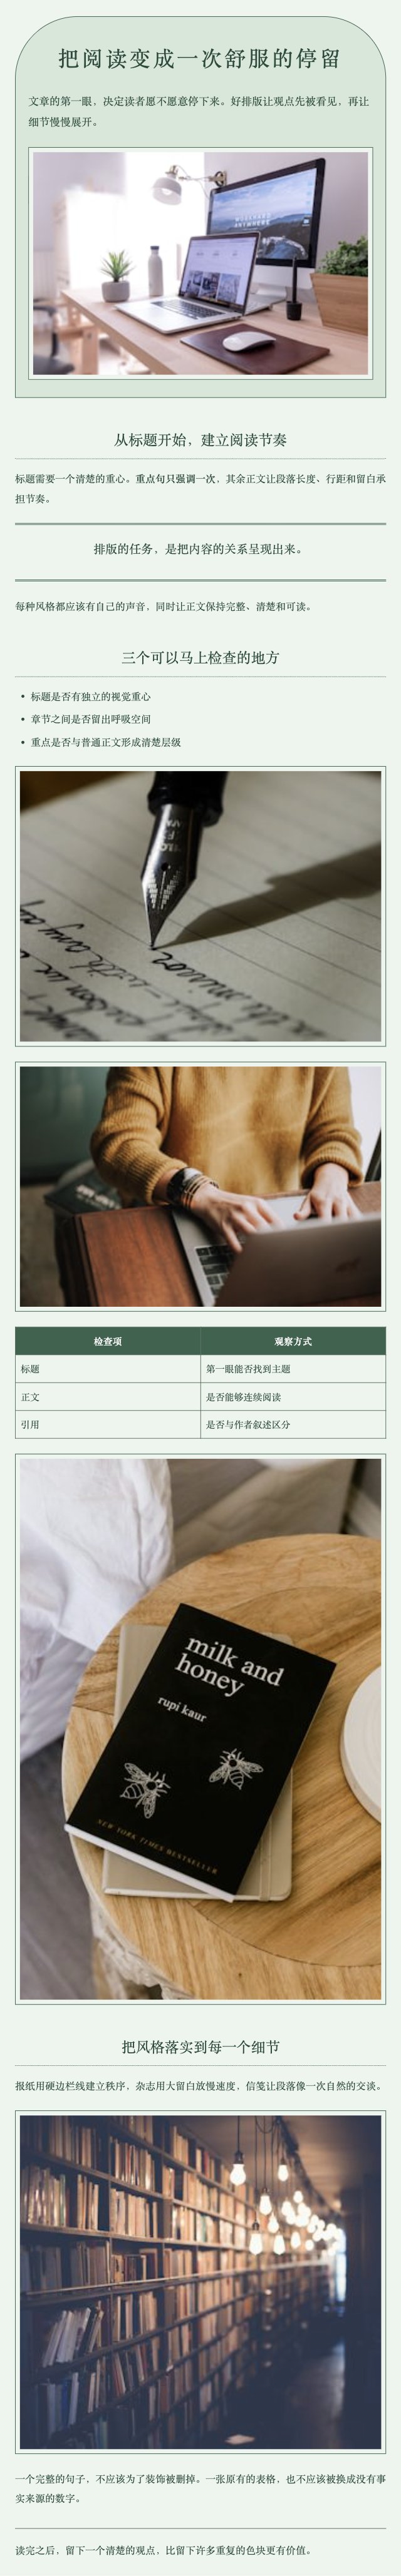 把阅读变成一次舒服的停留
文章的第一眼，决定读者愿不愿意停下来。好排版让观点先被看见，再让
细节慢慢展开。
从标题开始，建立阅读节奏
标题需要一个清楚的重心。重点句只强调一次，其余正文让段落长度、行距和留白承
担节奏。
排版的任务，是把内容的关系呈现出来。
每种风格都应该有自己的声音，同时让正文保持完整、清楚和可读。
三个可以马上检查的地方
• 标题是否有独立的视觉重心
• 章节之间是否留出呼吸空间
• 重点是否与普通正文形成清楚层级
检查项 观察方式
标题 第一眼能否找到主题
正文 是否能够连续阅读
引用 是否与作者叙述区分
milk and
honey
rupi kaur
NEW YORK TIMES BESTSELLER
把风格落实到每一个细节
报纸用硬边栏线建立秩序，杂志用大留白放慢速度，信笺让段落像一次自然的交谈。
一个完整的句子，不应该为了装饰被删掉。一张原有的表格，也不应该被换成没有事
实来源的数字。
读完之后，留下一个清楚的观点，比留下许多重复的色块更有价值。